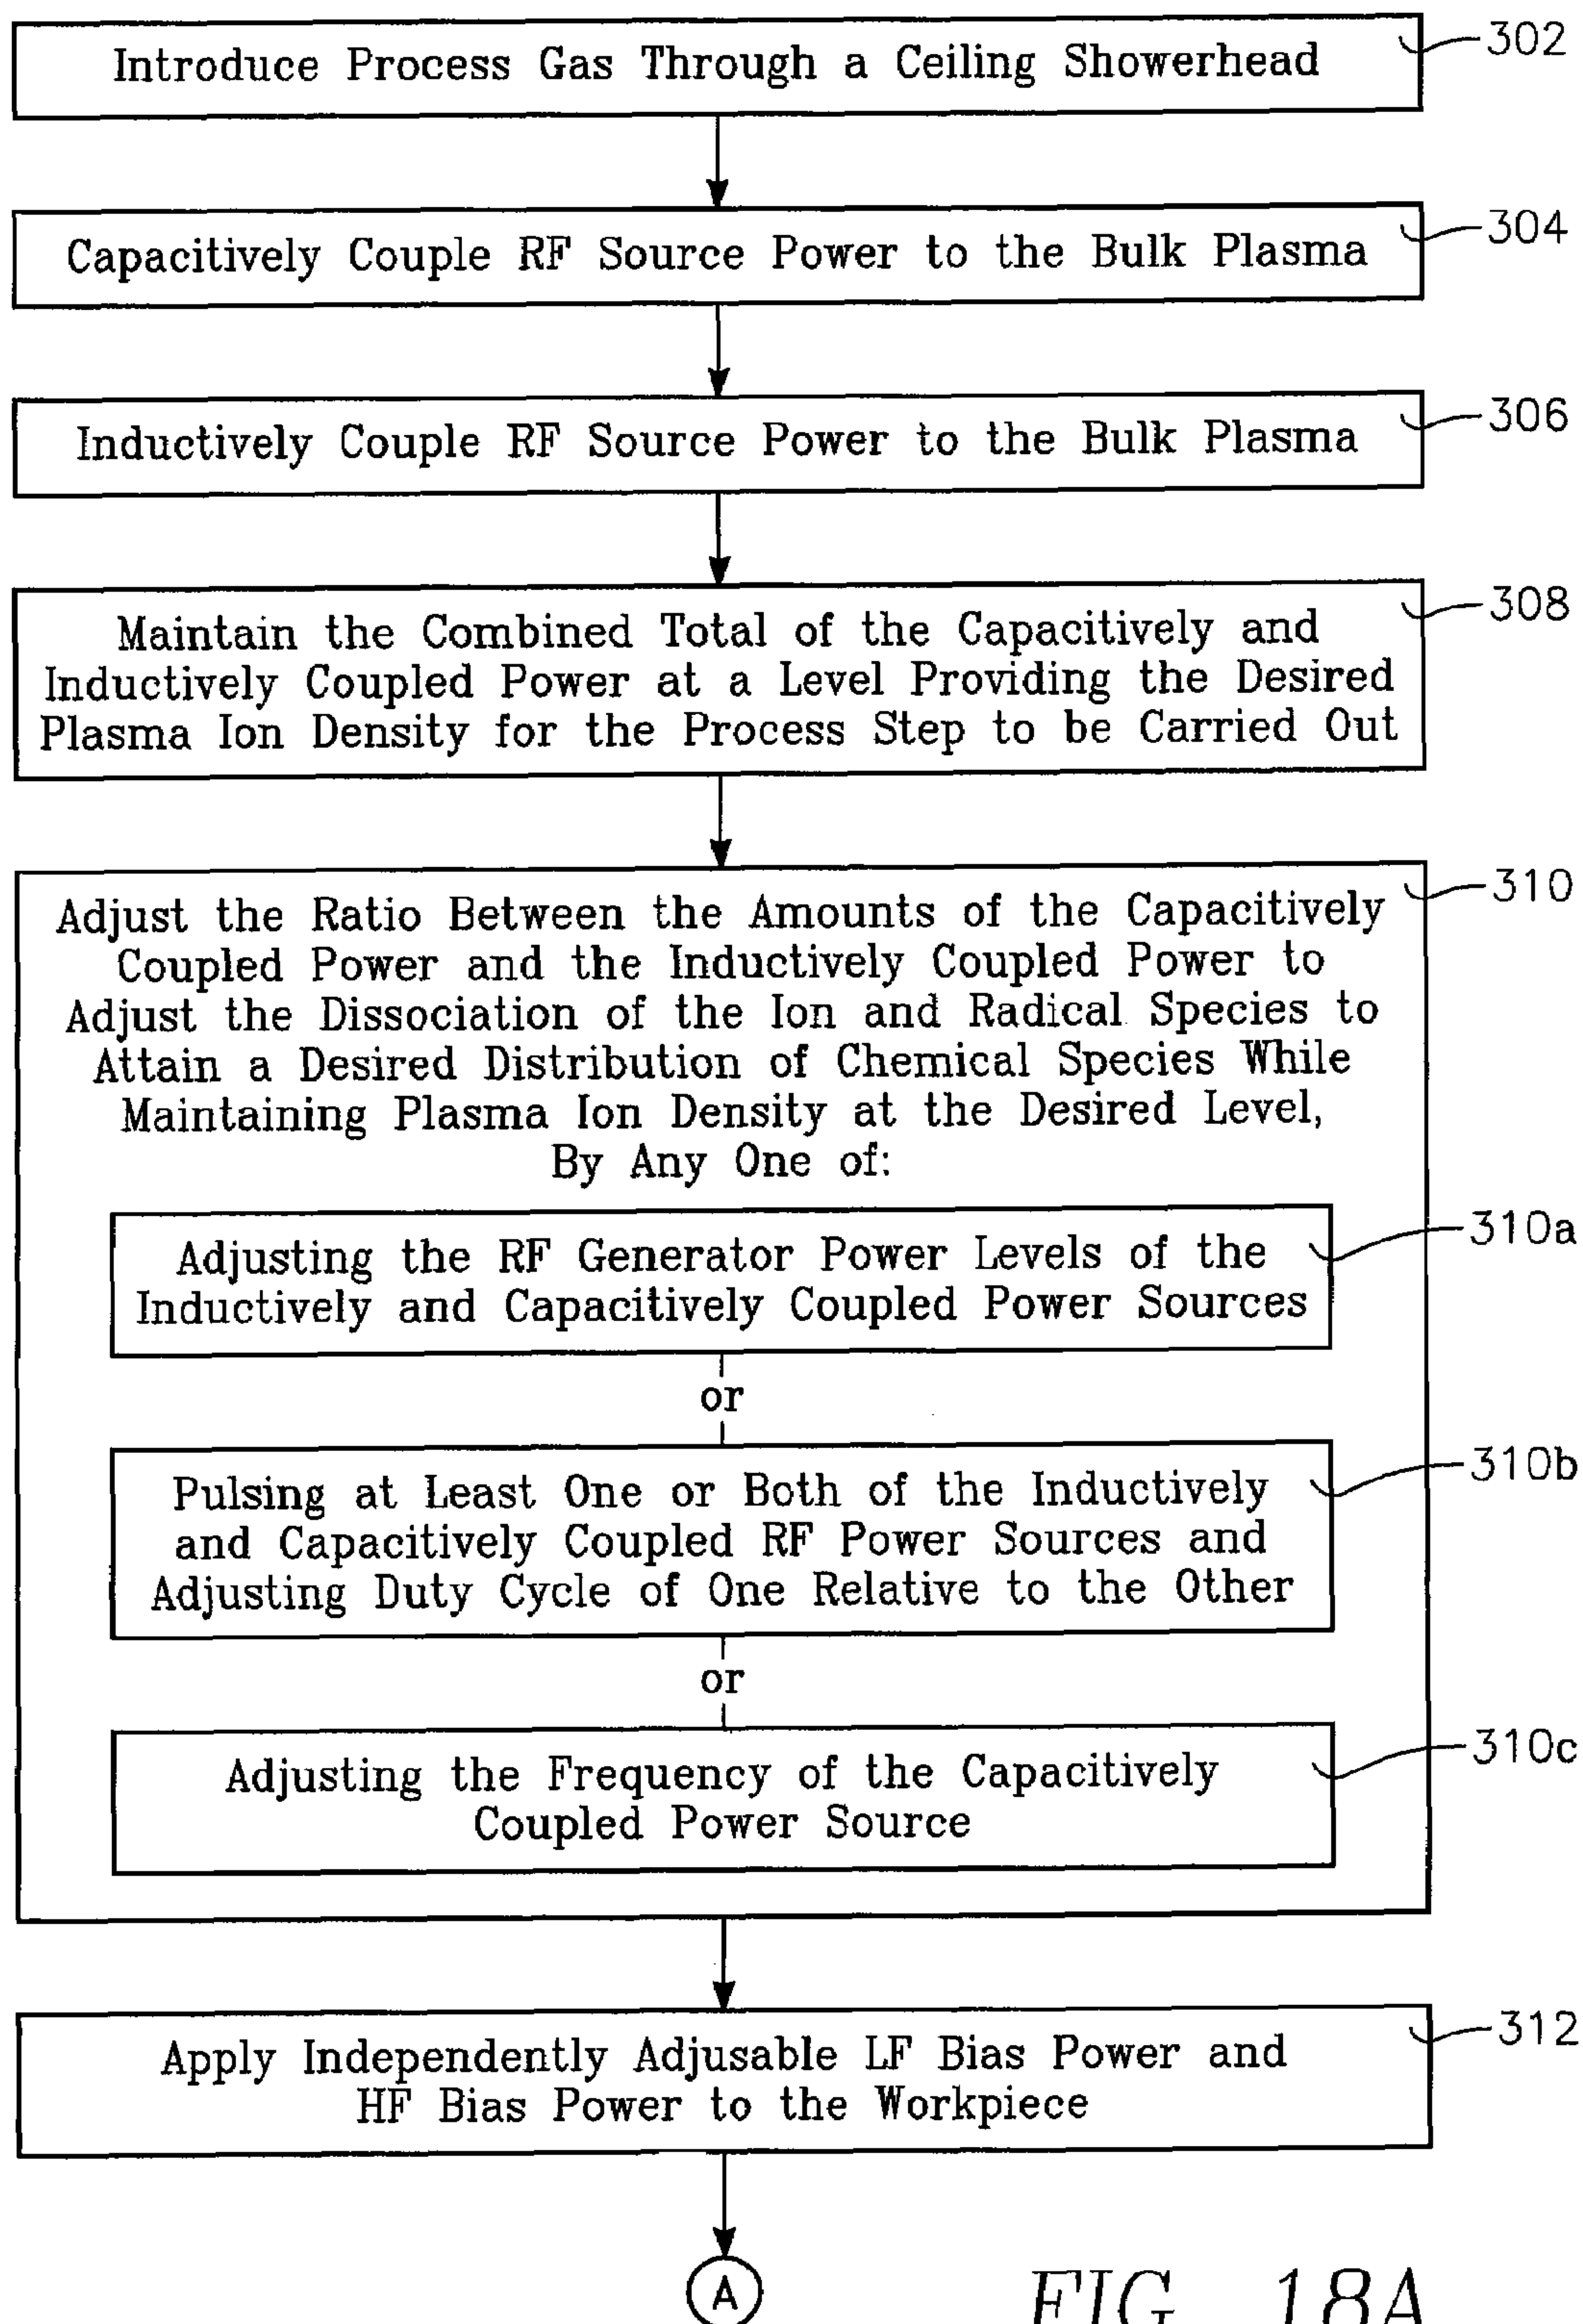 Introduce Process Gas Through a Ceiling Showerhead
302
Capacitively Couple RF Source Power to the Bulk Plasma
304
Inductively Couple RF Source Power to the Bulk Plasma
306
Maintain the Combined Total of the Capacitively and
Inductively Coupled Power at a Level Providing the Desired
Plasma Ion Density for the Process Step to be Carried Out
308
Adjust the Ratio Between the Amounts of the Capacitively
Coupled Power and the Inductively Coupled Power to
Adjust the Dissociation of the Ion and Radical Species to
Attain a Desired Distribution of Chemical Species While
Maintaining Plasma Ion Density at the Desired Level,
By Any One of:
310
Adjusting the RF Generator Power Levels of the
Inductively and Capacitively Coupled Power Sources
310a
or
Pulsing at Least One or Both of the Inductively
and Capacitively Coupled RF Power Sources and
Adjusting Duty Cycle of One Relative to the Other
310b
or
Adjusting the Frequency of the Capacitively
Coupled Power Source
310c
Apply Independently Adjusable LF Bias Power and
HF Bias Power to the Workpiece
312
A
FIG. 18A